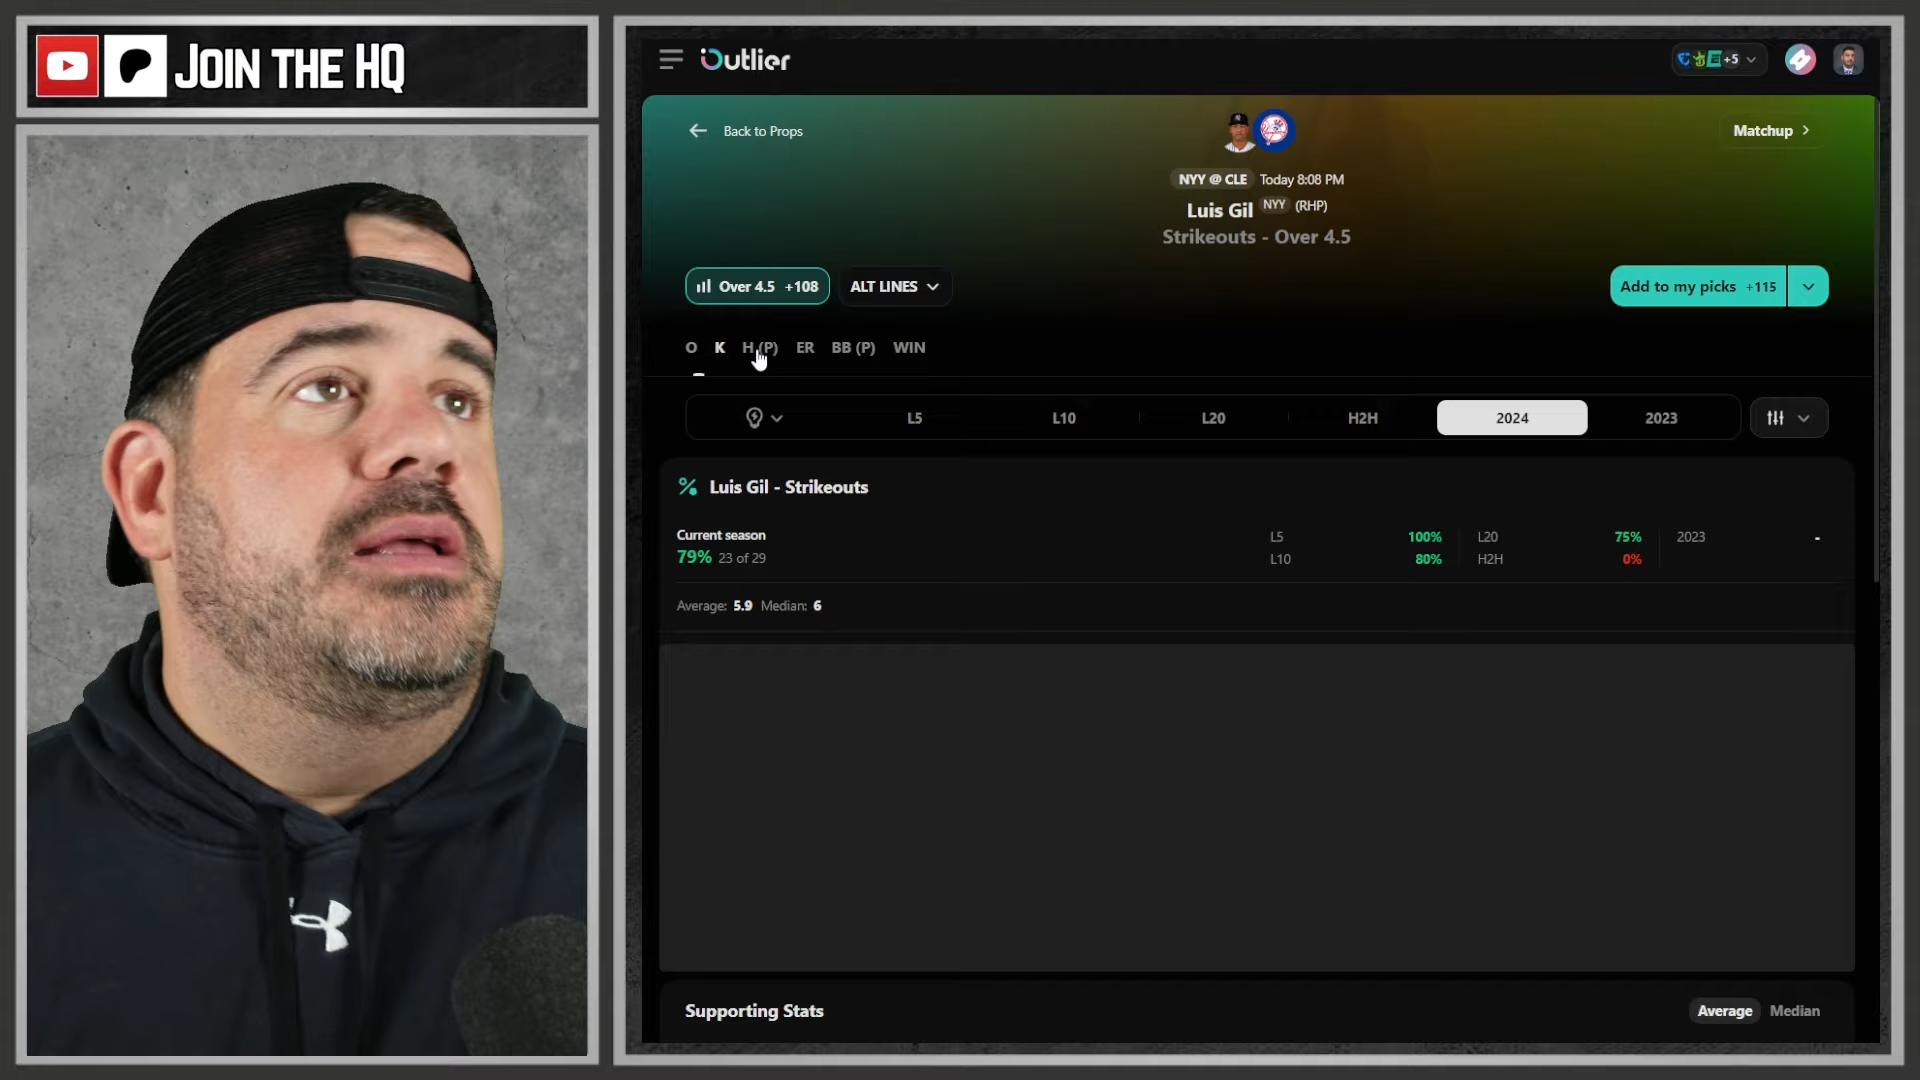 JOIN THE HQ
Outlier
+5
Back to Props
Matchup
NYY @ CLE Today 8:08 PM
Luis Gil NYY (RHP)
Strikeouts - Over 4.5
Over 4.5 +108
ALT LINES
Add to my picks +115
O K H (P) ER BB (P) WIN
L5 L10 L20 H2H 2024 2023
% Luis Gil - Strikeouts
Current season
79% 23 of 29
L5 100% L20 75% 2023 -
L10 80% H2H 0%
Average: 5.9 Median: 6
Supporting Stats
Average Median